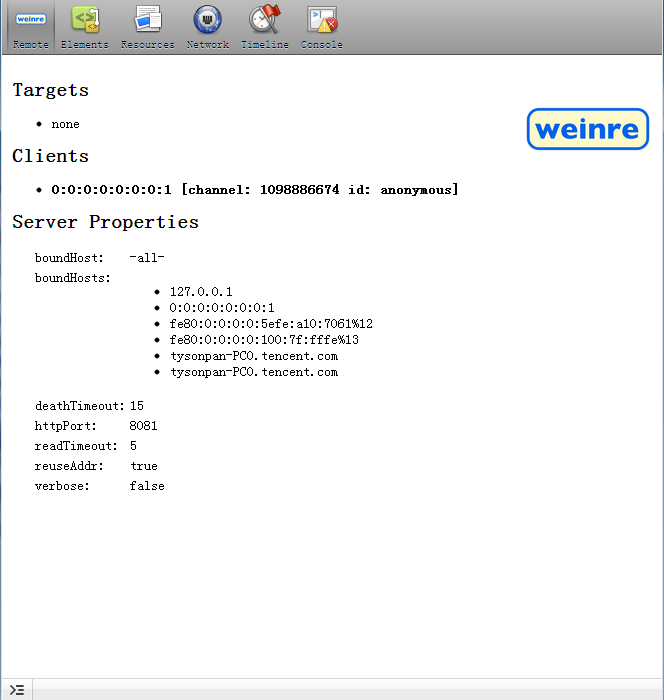 weinre
Remote Elements Resources Network Timeline Console
Targets
none
weinre
Clients
0:0:0:0:0:0:0:1 [channel: 1098886674 id: anonymous]
Server Properties
boundHost: -all-
boundHosts:
127.0.0.1
0:0:0:0:0:0:0:1
fe80:0:0:0:0:5efe:a10:7061%12
fe80:0:0:0:0:100:7f:fffe%13
tysonpan-PC0.tencent.com
tysonpan-PC0.tencent.com
deathTimeout: 15
httpPort: 8081
readTimeout: 5
reuseAddr: true
verbose: false